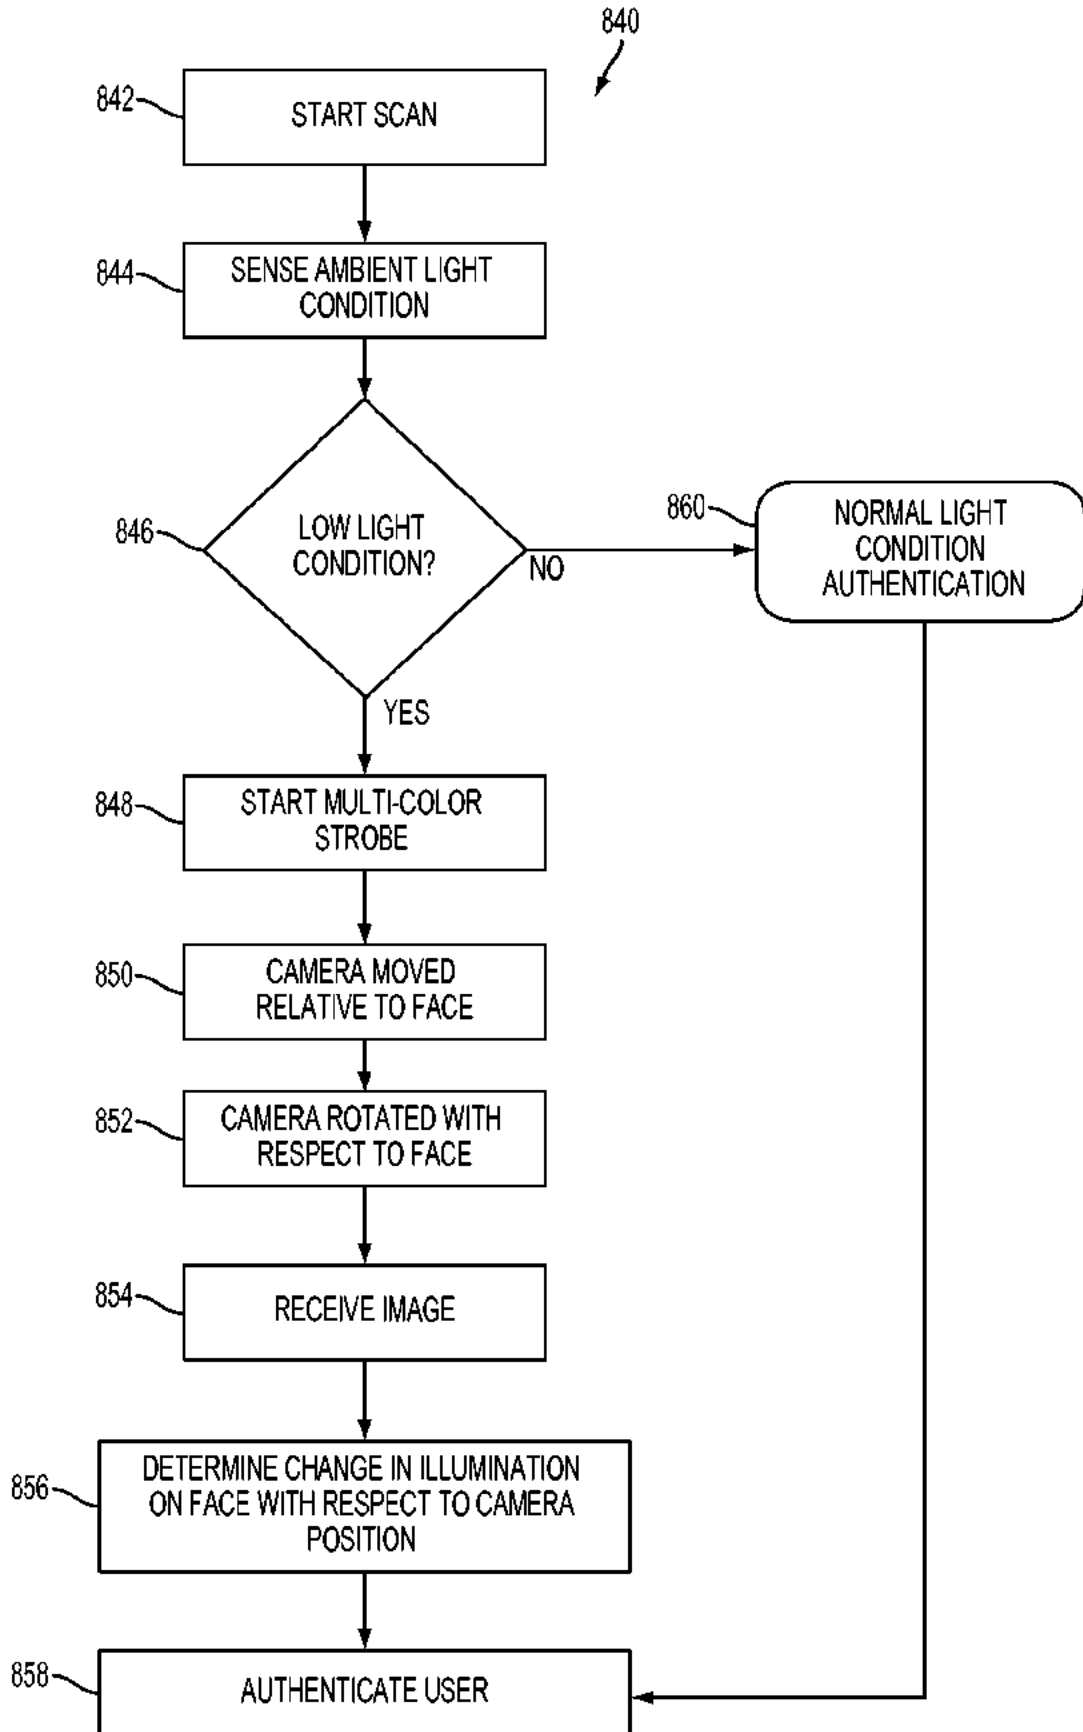 840
842
START SCAN
844
SENSE AMBIENT LIGHT
CONDITION
846
LOW LIGHT
CONDITION?
NO
860
NORMAL LIGHT
CONDITION
AUTHENTICATION
YES
848
START MULTI-COLOR
STROBE
850
CAMERA MOVED
RELATIVE TO FACE
852
CAMERA ROTATED WITH
RESPECT TO FACE
854
RECEIVE IMAGE
856
DETERMINE CHANGE IN ILLUMINATION
ON FACE WITH RESPECT TO CAMERA
POSITION
858
AUTHENTICATE USER